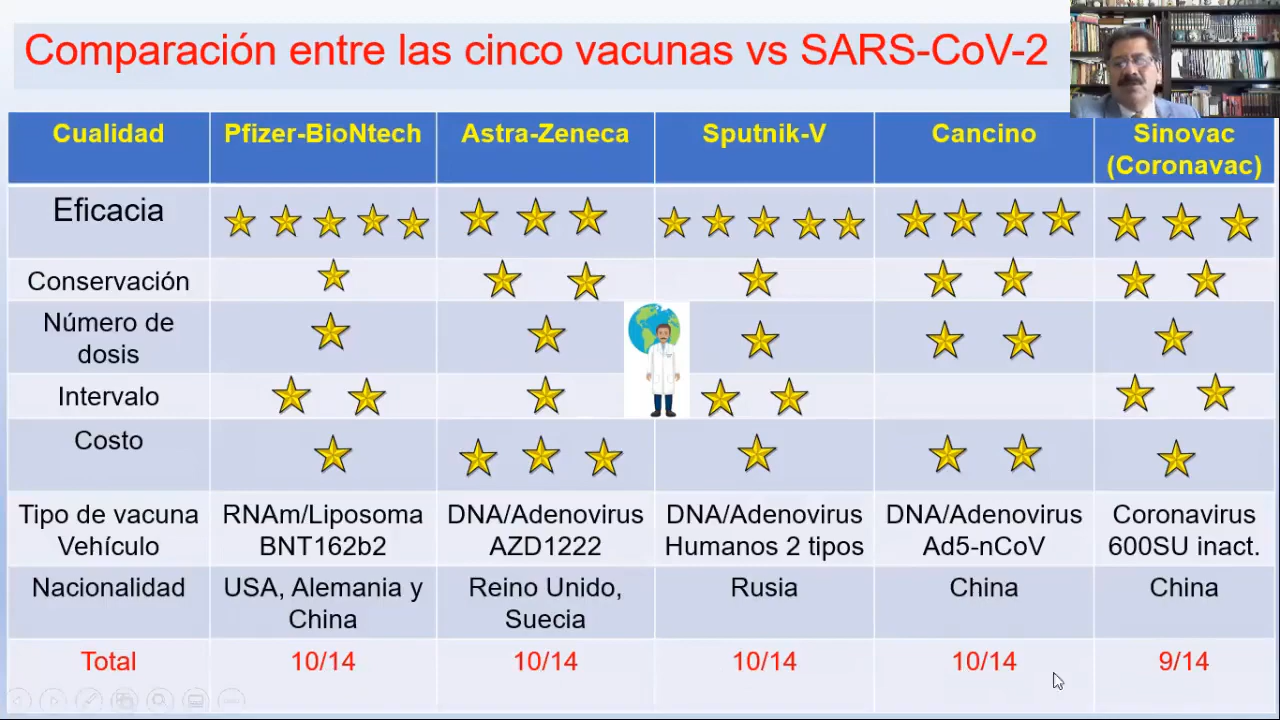 Comparación entre las cinco vacunas vs SARS-CoV-2
Cualidad Pfizer-BioNtech Astra-Zeneca Sputnik-V Cancino Sinovac
(Coronavac)
Eficacia
Conservación
Número de
dosis
Intervalo
Costo
Tipo de vacuna RNAm/Liposoma DNA/Adenovirus DNA/Adenovirus DNA/Adenovirus Coronavirus
Vehículo BNT162b2 AZD1222 Humanos 2 tipos Ad5-nCoV 600SU inact.
Nacionalidad USA, Alemania y Reino Unido, Rusia China China
China Suecia
Total 10/14 10/14 10/14 10/14 9/14